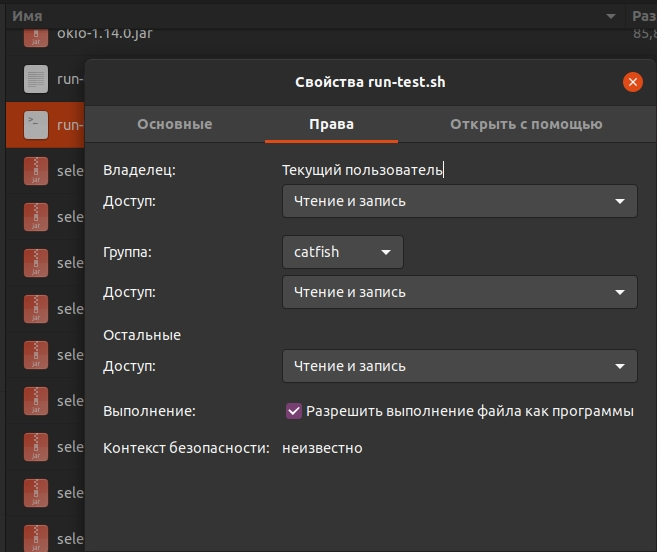 Имя
Раз
okio-1.14.0.jar
85,8
run-
Свойства run-test.sh
run-
Основные
Права
Открыть с помощью
Владелец:
Текущий пользователь
sele
Доступ:
Чтение и запись
sele
Группа:
catfish
sele
Доступ:
Чтение и запись
sele
Остальные
sele
Доступ:
Чтение и запись
sele
Выполнение:
Разрешить выполнение файла как программы
sele
Контекст безопасности:
неизвестно
sele
sele